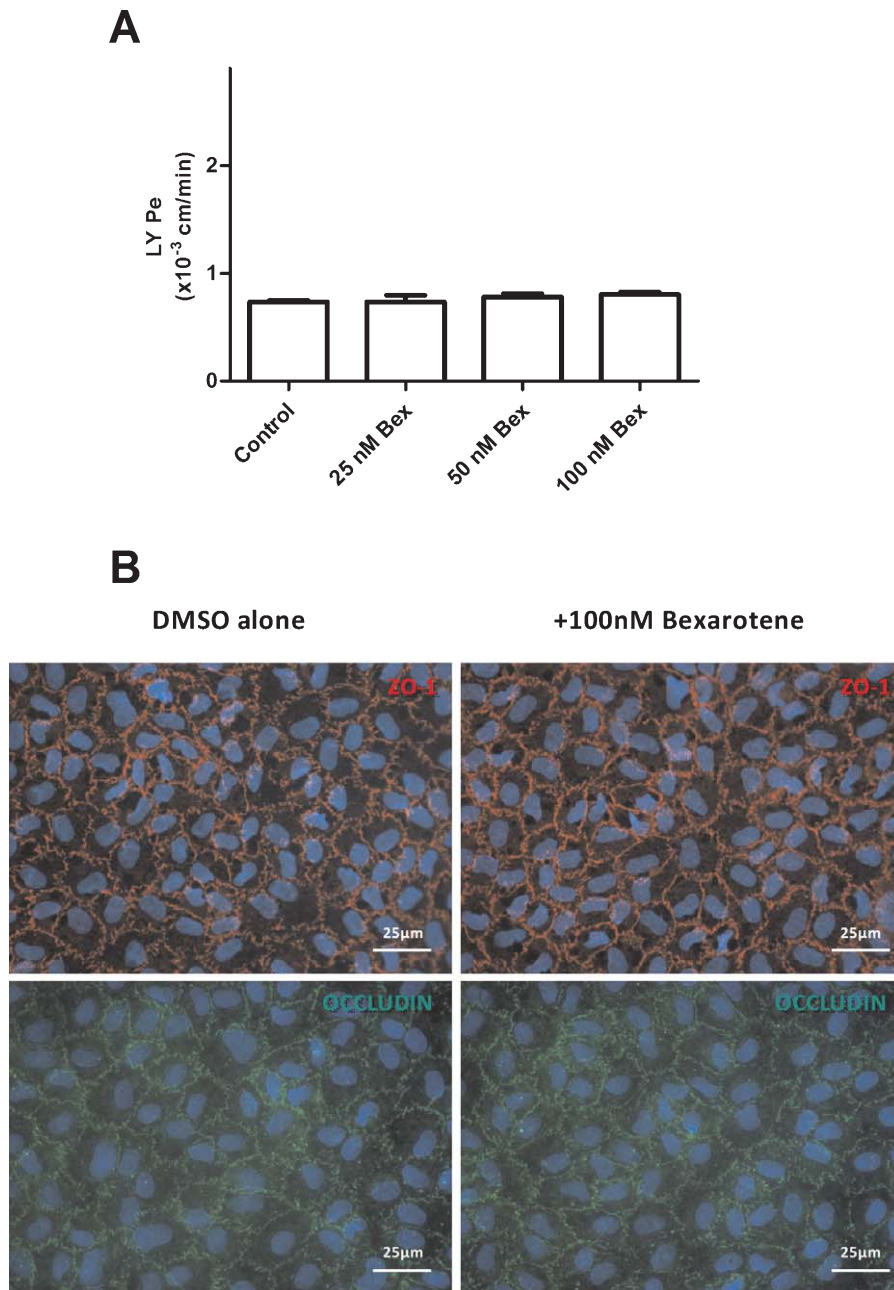 A
LY Pe
(x10⁻³ cm/min)
2
1
0
Control
25 nM Bex
50 nM Bex
100 nM Bex
B
DMSO alone
+100nM Bexarotene
ZO-1
ZO-1
25μm
25μm
OCCLUDIN
OCCLUDIN
25μm
25μm